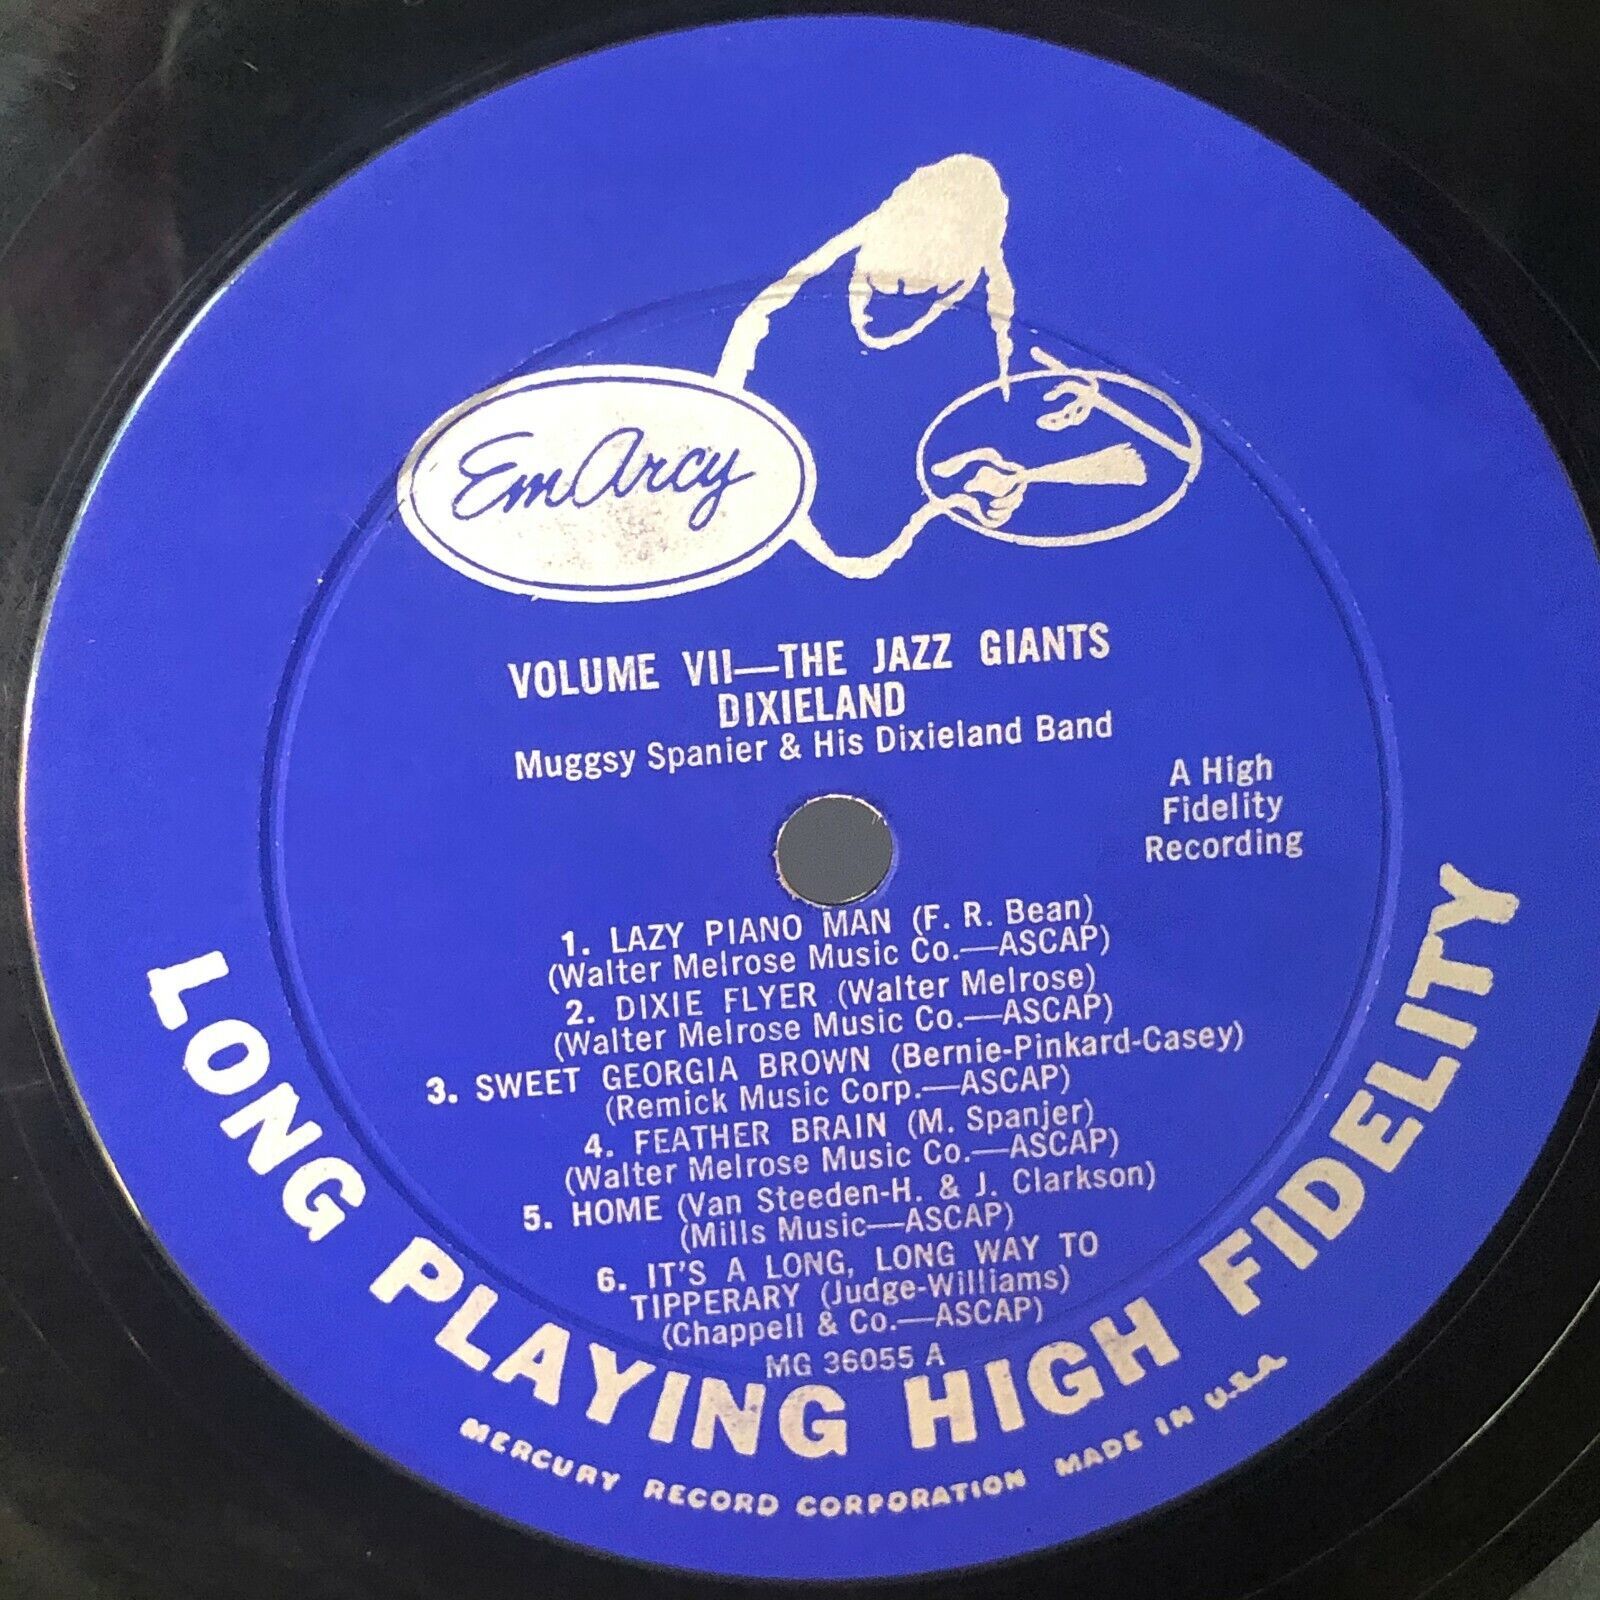 EmArcy
VOLUME VII—THE JAZZ GIANTS
DIXIELAND
Muggsy Spanier & His Dixieland Band
A High
Fidelity
Recording
1. LAZY PIANO MAN (F. R. Bean)
(Walter Melrose Music Co.—ASCAP)
2. DIXIE FLYER (Walter Melrose)
(Walter Melrose Music Co.—ASCAP)
3. SWEET GEORGIA BROWN (Bernie-Pinkard-Casey)
(Remick Music Corp.—ASCAP)
4. FEATHER BRAIN (M. Spanjer)
(Walter Melrose Music Co.—ASCAP)
5. HOME (Van Steeden-H. & J. Clarkson)
(Mills Music—ASCAP)
6. IT'S A LONG, LONG WAY TO
TIPPERARY (Judge-Williams)
(Chappell & Co.—ASCAP)
MG 36055 A
LONG PLAYING HIGH FIDELITY
MERCURY RECORD CORPORATION MADE IN U.S.A.